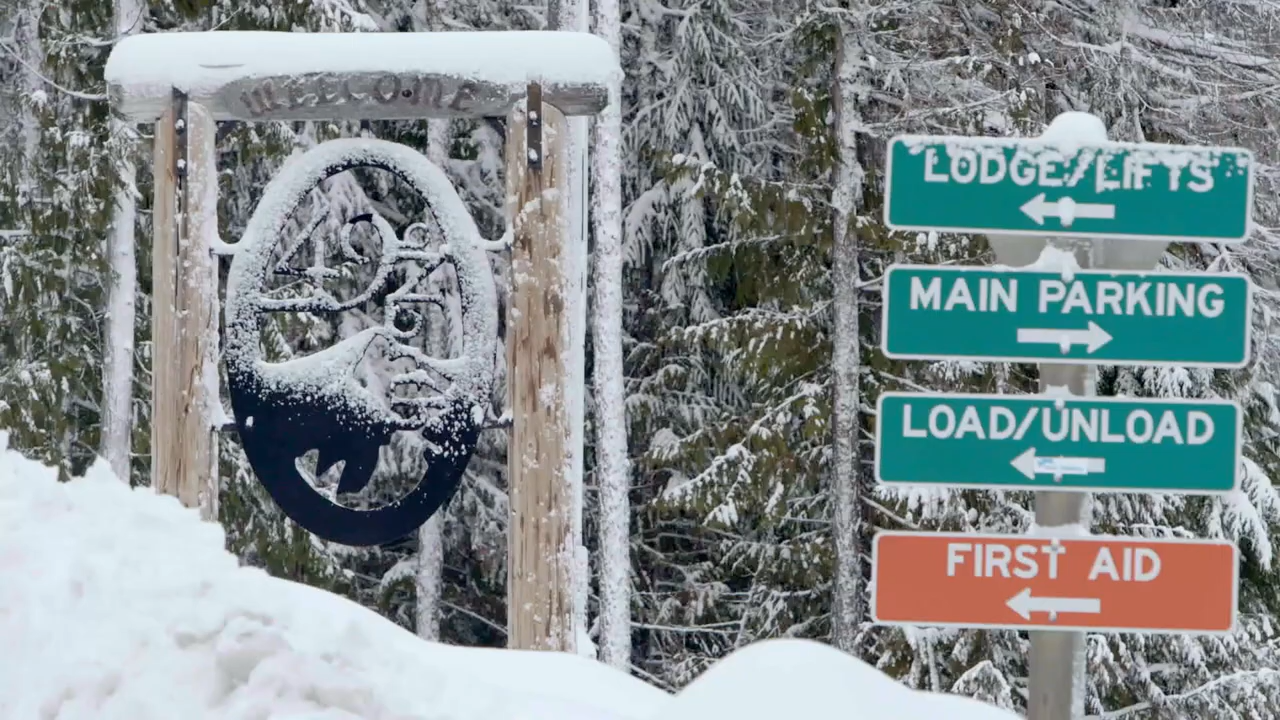 WELCOME
LODGE/LIFTS
MAIN PARKING
LOAD/UNLOAD
FIRST AID